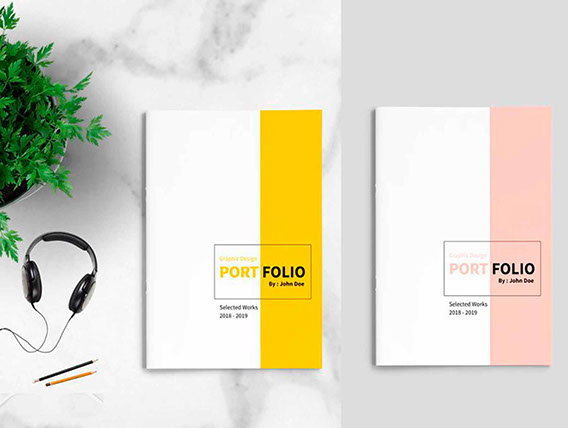 Graphic Design
PORT FOLIO
By : John Doe
Selected Works
2018 - 2019
Graphic Design
PORT FOLIO
By : John Doe
Selected Works
2018 - 2019